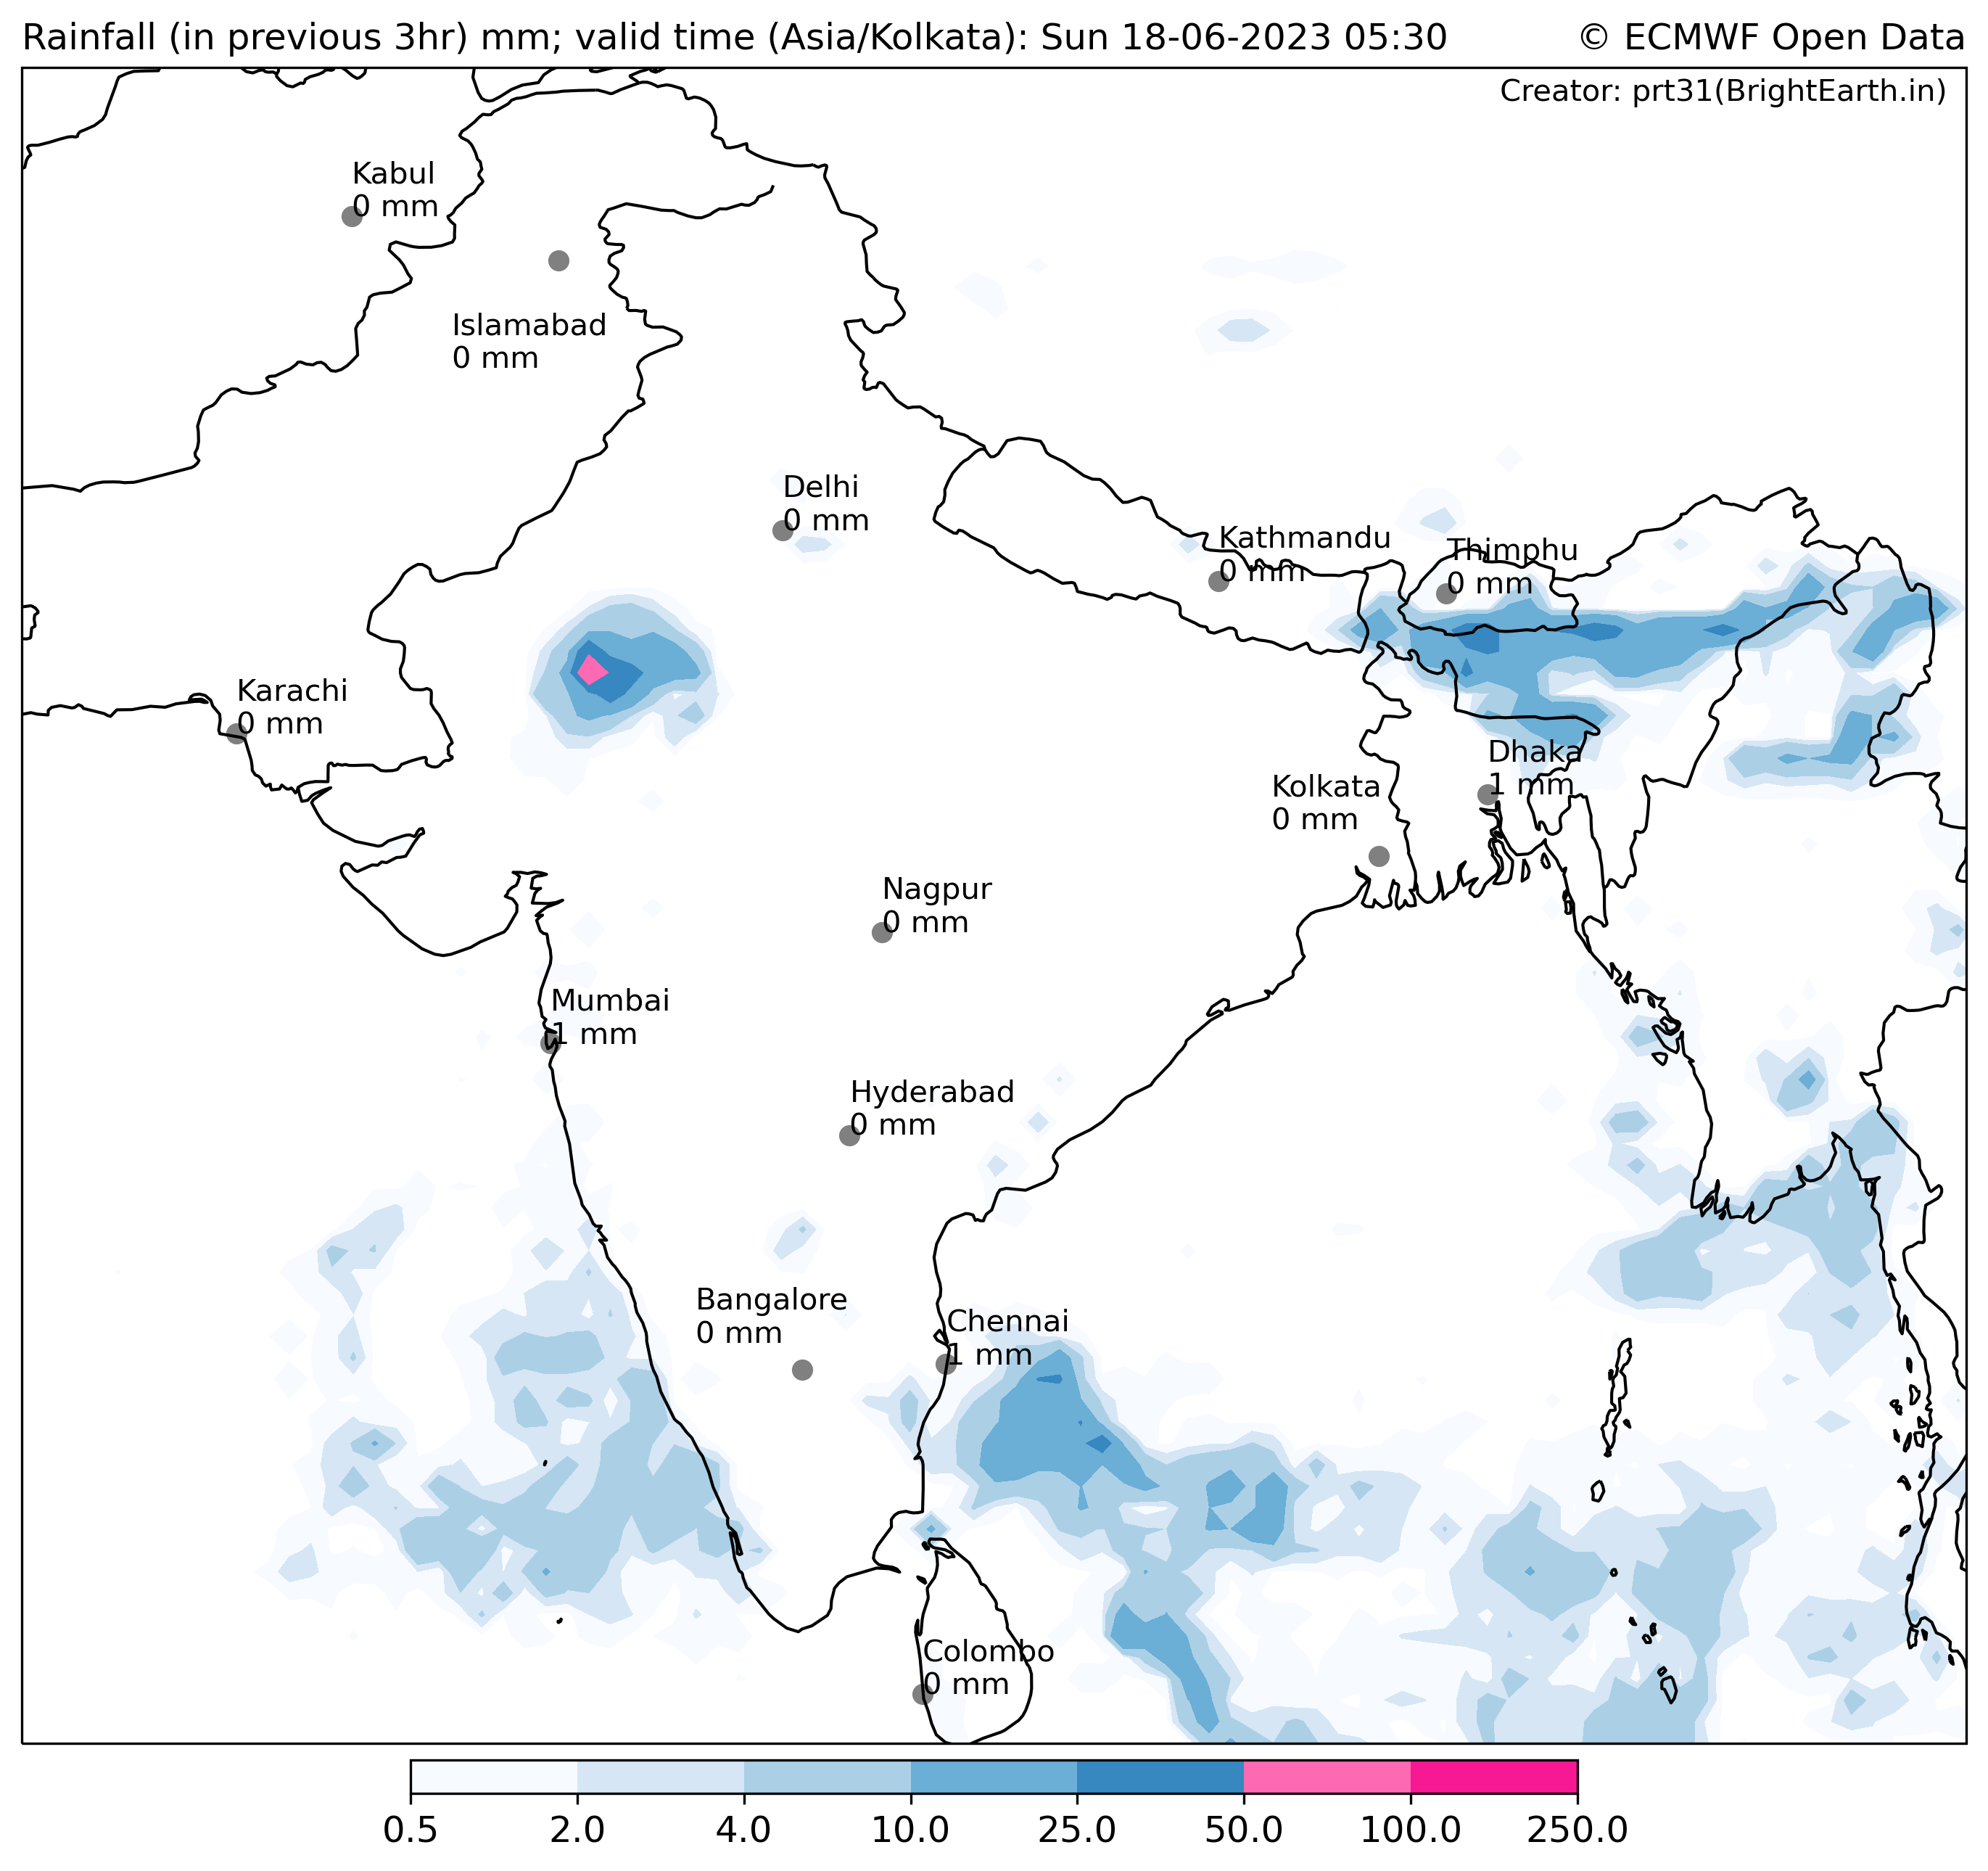 Rainfall (in previous 3hr) mm; valid time (Asia/Kolkata): Sun 18-06-2023 05:30
© ECMWF Open Data
Creator: prt31(BrightEarth.in)
Kabul
0 mm
Islamabad
0 mm
Delhi
0 mm
Kathmandu
0 mm
Thimphu
0 mm
Karachi
0 mm
Dhaka
1 mm
Kolkata
0 mm
Nagpur
0 mm
Mumbai
1 mm
Hyderabad
0 mm
Bangalore
0 mm
Chennai
1 mm
Colombo
0 mm
0.5 2.0 4.0 10.0 25.0 50.0 100.0 250.0